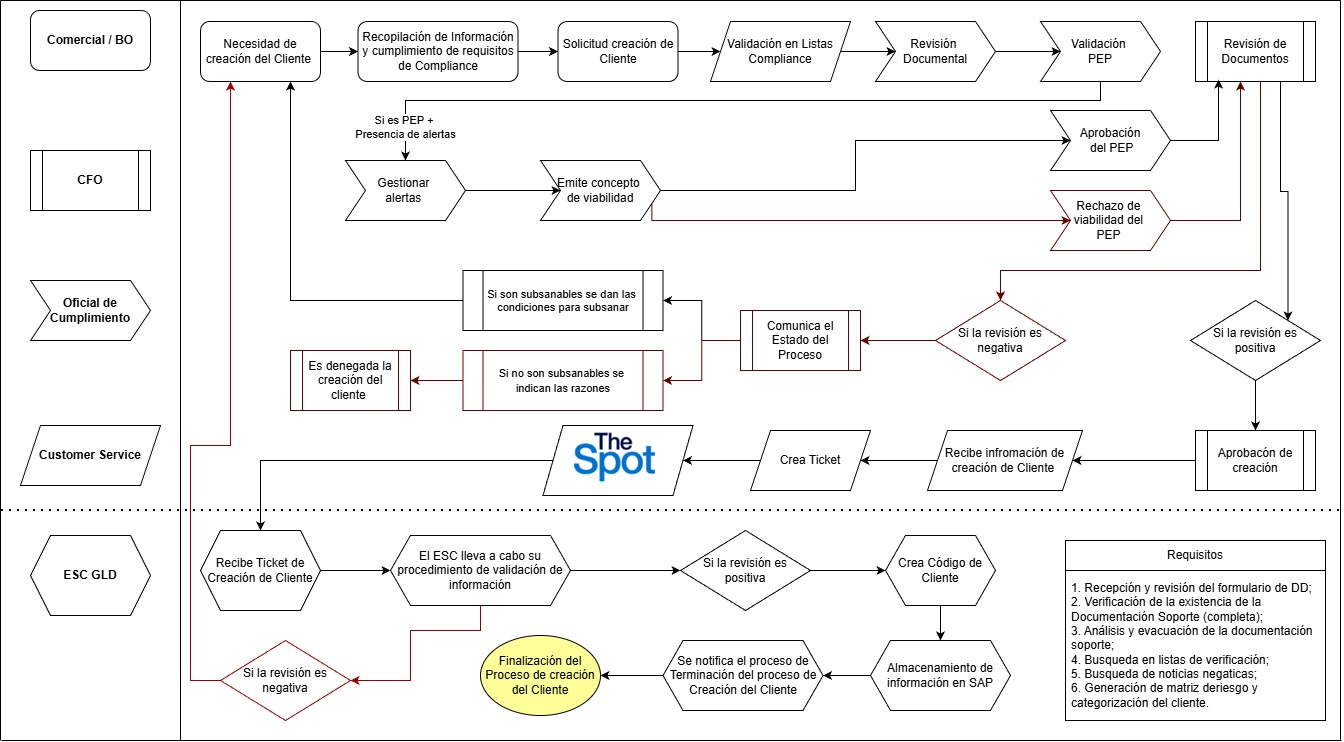 Comercial / BO
Necesidad de
creación del Cliente
Recopilación de Información
y cumplimiento de requisitos
de Compliance
Solicitud creación de
Cliente
Validación en Listas
Compliance
Revisión
Documental
Validación
PEP
Revisión de
Documentos
Si es PEP +
Presencia de alertas
CFO
Gestionar
alertas
Emite concepto
de viabilidad
Aprobación
del PEP
Rechazo de
viabilidad del
PEP
Oficial de
Cumplimiento
Si son subsanables se dan las
condiciones para subsanar
Comunica el
Estado del
Proceso
Si la revisión es
negativa
Si la revisión es
positiva
Es denegada la
creación del
cliente
Si no son subsanables se
indican las razones
Customer Service
The
Spot
Crea Ticket
Recibe infromación de
creación de Cliente
Aprobacón de
creación
ESC GLD
Recibe Ticket de
Creación de Cliente
El ESC lleva a cabo su
procedimiento de validación de
información
Si la revisión es
positiva
Crea Código de
Cliente
Si la revisión es
negativa
Finalización del
Proceso de creación
del Cliente
Se notifica el proceso de
Terminación del proceso de
Creación del Cliente
Almacenamiento de
información en SAP
Requisitos
1. Recepción y revisión del formulario de DD;
2. Verificación de la existencia de la
Documentación Soporte (completa);
3. Análisis y evacuación de la documentación
soporte;
4. Busqueda en listas de verificación;
5. Busqueda de noticias negaticas;
6. Generación de matriz deriesgo y
categorización del cliente.